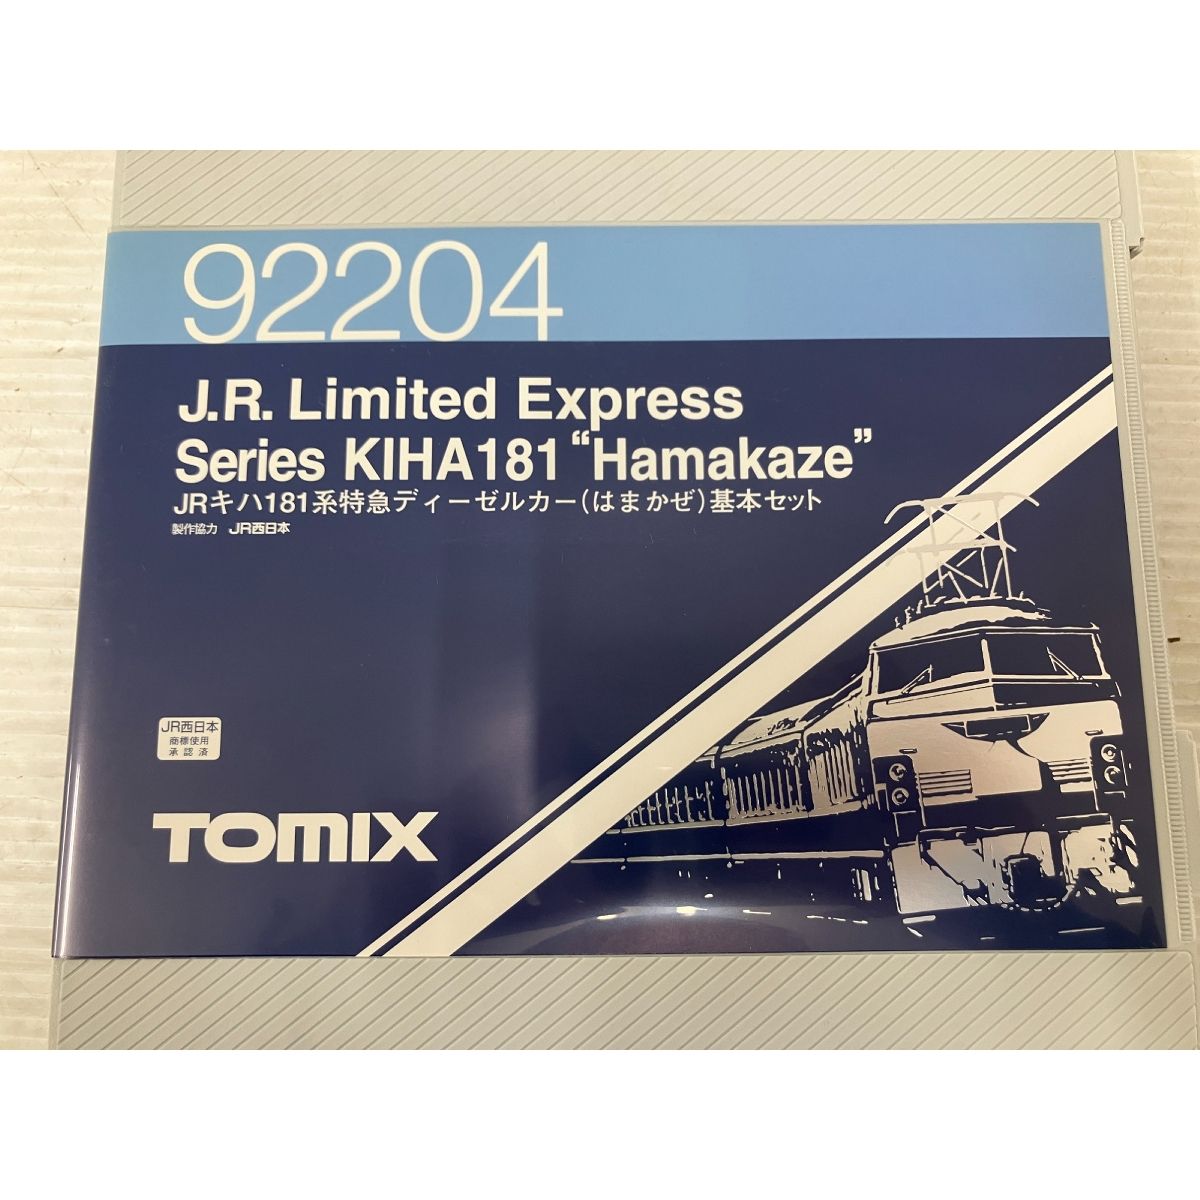 92204
J.R. Limited Express
Series KIHA181 “Hamakaze”
JRキハ181系特急ディーゼルカー(はまかぜ)基本セット
製作協力 JR西日本
JR西日本
商標使用
承認済
TOMIX